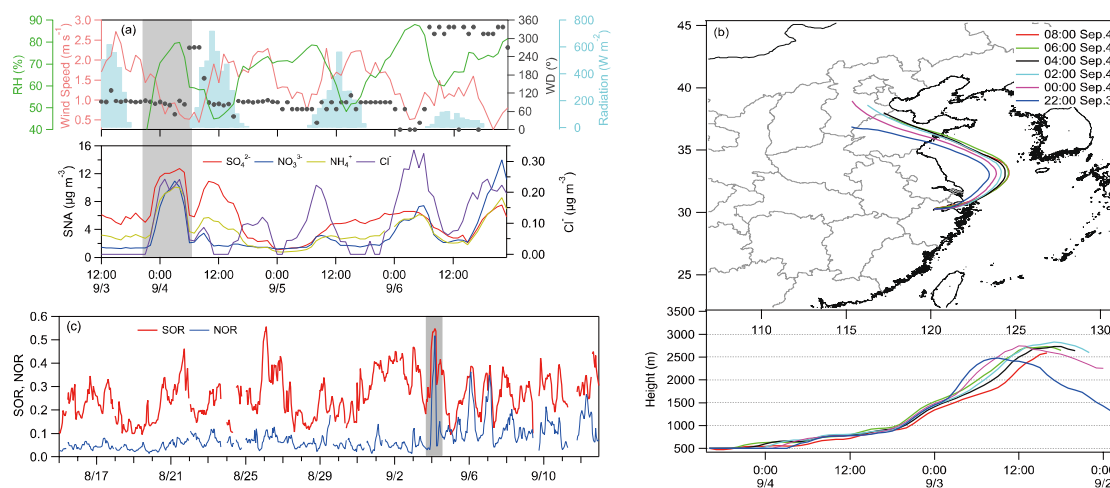 (a)
90
80
70
60
50
40
RH (%)
3.0
2.5
2.0
1.5
1.0
0.5
Wind Speed (m s⁻¹)
360
300
240
180
120
60
0
WD (º)
800
600
400
200
0
Radiation (W m⁻²)
16
12
8
4
0
SNA (µg m⁻³)
SO₄²⁻ NO₃³⁻ NH₄⁺ Cl⁻
0.30
0.20
0.10
0.00
Cl⁻ (µg m⁻³)
12:00 0:00 12:00 0:00 12:00 0:00 12:00
9/3 9/4 9/5 9/6
(c)
SOR NOR
0.6
0.5
0.4
0.3
0.2
0.1
0.0
SOR, NOR
8/17 8/21 8/25 8/29 9/2 9/6 9/10
(b)
45
40
35
30
25
08:00 Sep.4
06:00 Sep.4
04:00 Sep.4
02:00 Sep.4
00:00 Sep.4
22:00 Sep.3
110 115 120 125 130
3500
3000
2500
2000
1500
1000
500
Height (m)
0:00 12:00 0:00 12:00 0:00
9/4 9/3 9/2